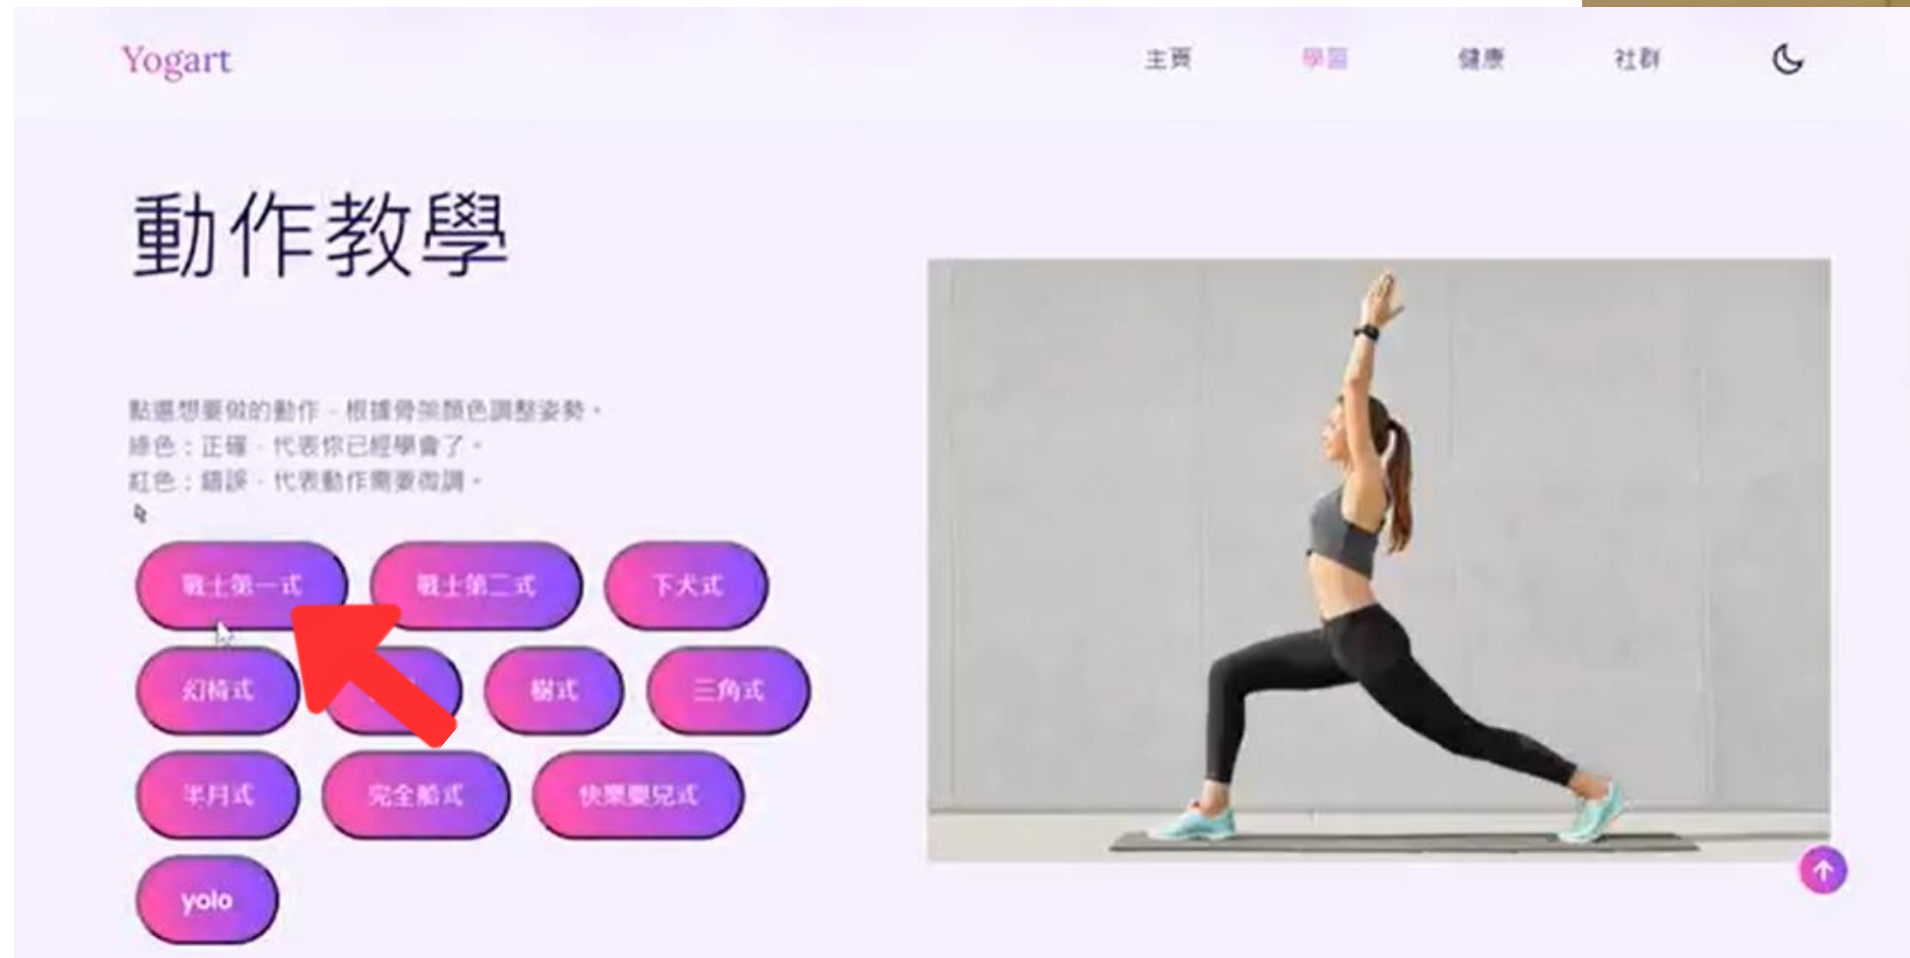 Yogart
主頁 學習 健康 社群
動作教學
點選想要做的動作，根據骨架顏色調整姿勢。
綠色：正確，代表你已經學會了。
紅色：錯誤，代表動作需要微調。
戰士第一式 戰士第二式 下犬式
幻椅式 樹式 三角式
半月式 完全船式 快樂嬰兒式
yolo